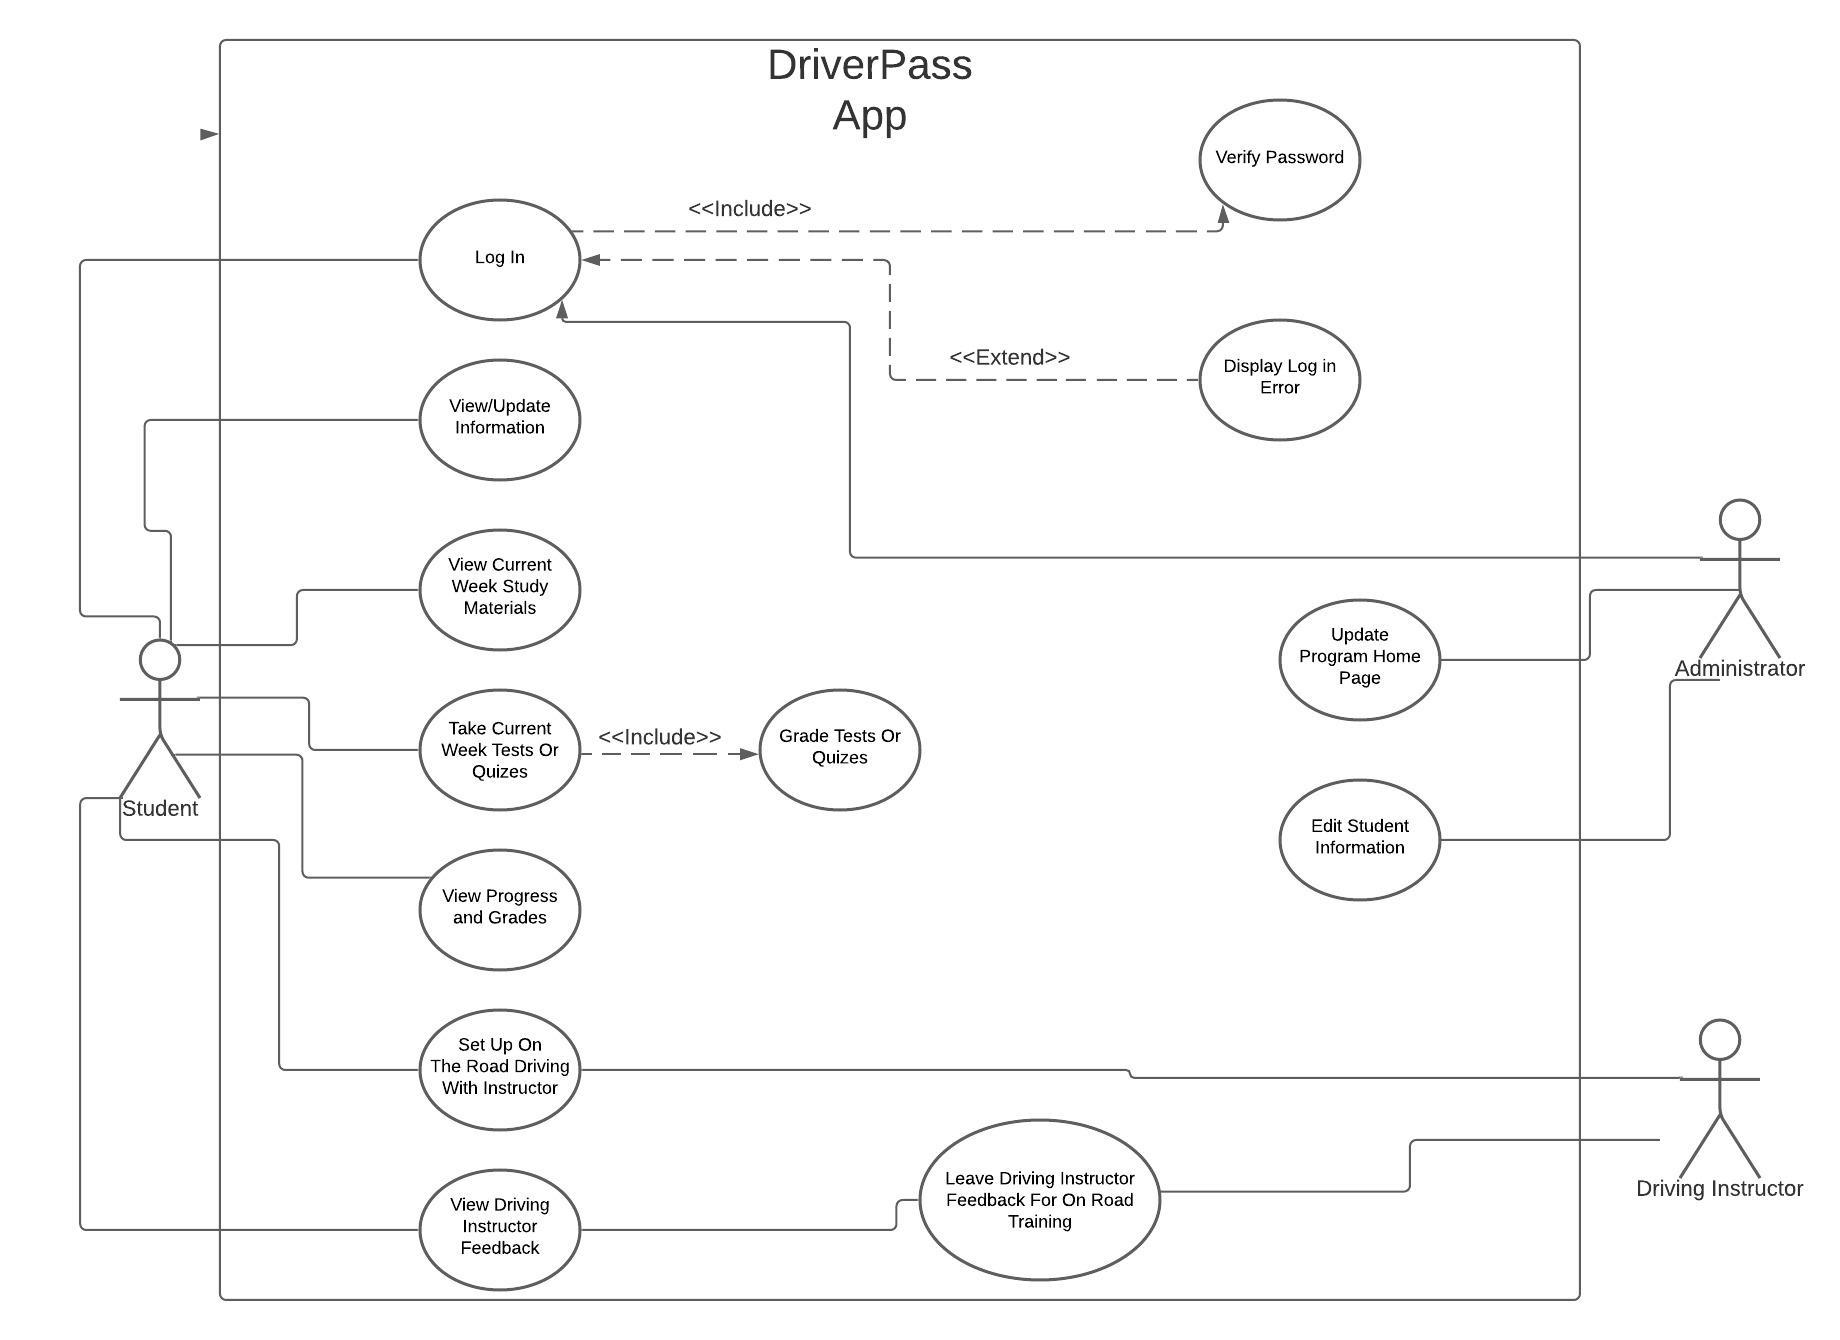 DriverPass
App
Verify Password
<<Include>>
Log In
<<Extend>>
Display Log in
Error
View/Update
Information
View Current
Week Study
Materials
Update
Program Home
Page
Administrator
Take Current
Week Tests Or
Quizes
<<Include>>
Grade Tests Or
Quizes
Student
Edit Student
Information
View Progress
and Grades
Set Up On
The Road Driving
With Instructor
Leave Driving Instructor
Feedback For On Road
Training
Driving Instructor
View Driving
Instructor
Feedback